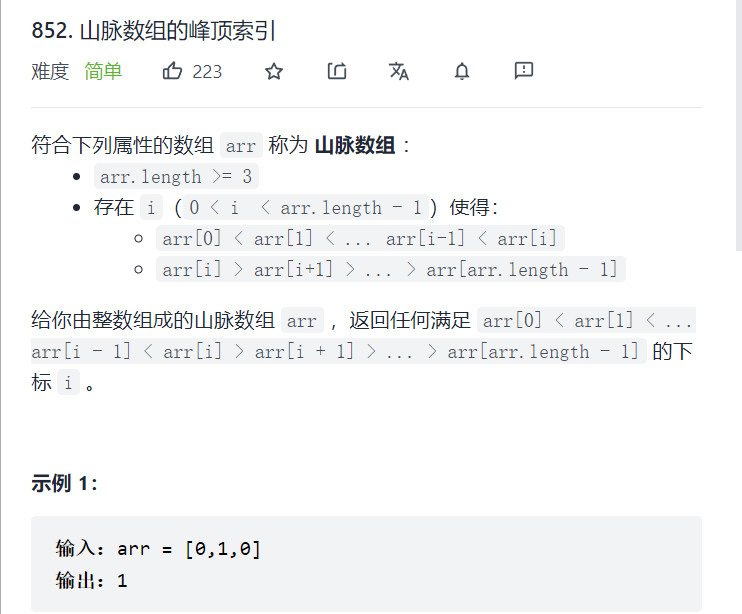 852. 山脉数组的峰顶索引
难度 简单 223
符合下列属性的数组 arr 称为 山脉数组 ：
arr.length >= 3
存在 i （ 0 < i < arr.length - 1 ）使得：
arr[0] < arr[1] < ... arr[i-1] < arr[i]
arr[i] > arr[i+1] > ... > arr[arr.length - 1]
给你由整数组成的山脉数组 arr ，返回任何满足 arr[0] < arr[1] < ...
arr[i - 1] < arr[i] > arr[i + 1] > ... > arr[arr.length - 1] 的下
标 i 。
示例 1：
输入：arr = [0,1,0]
输出：1